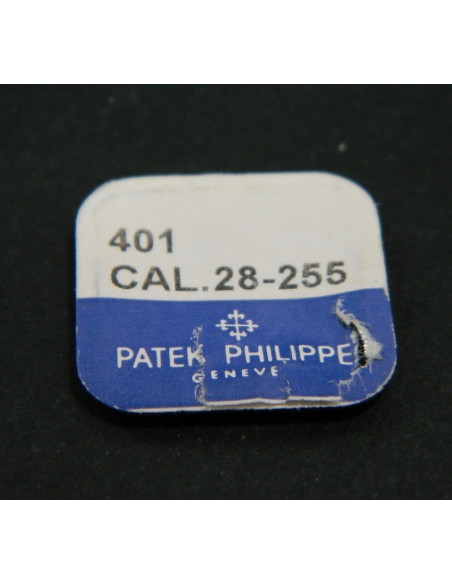 401
CAL.28-255
PATEK PHILIPPE
GENEVE